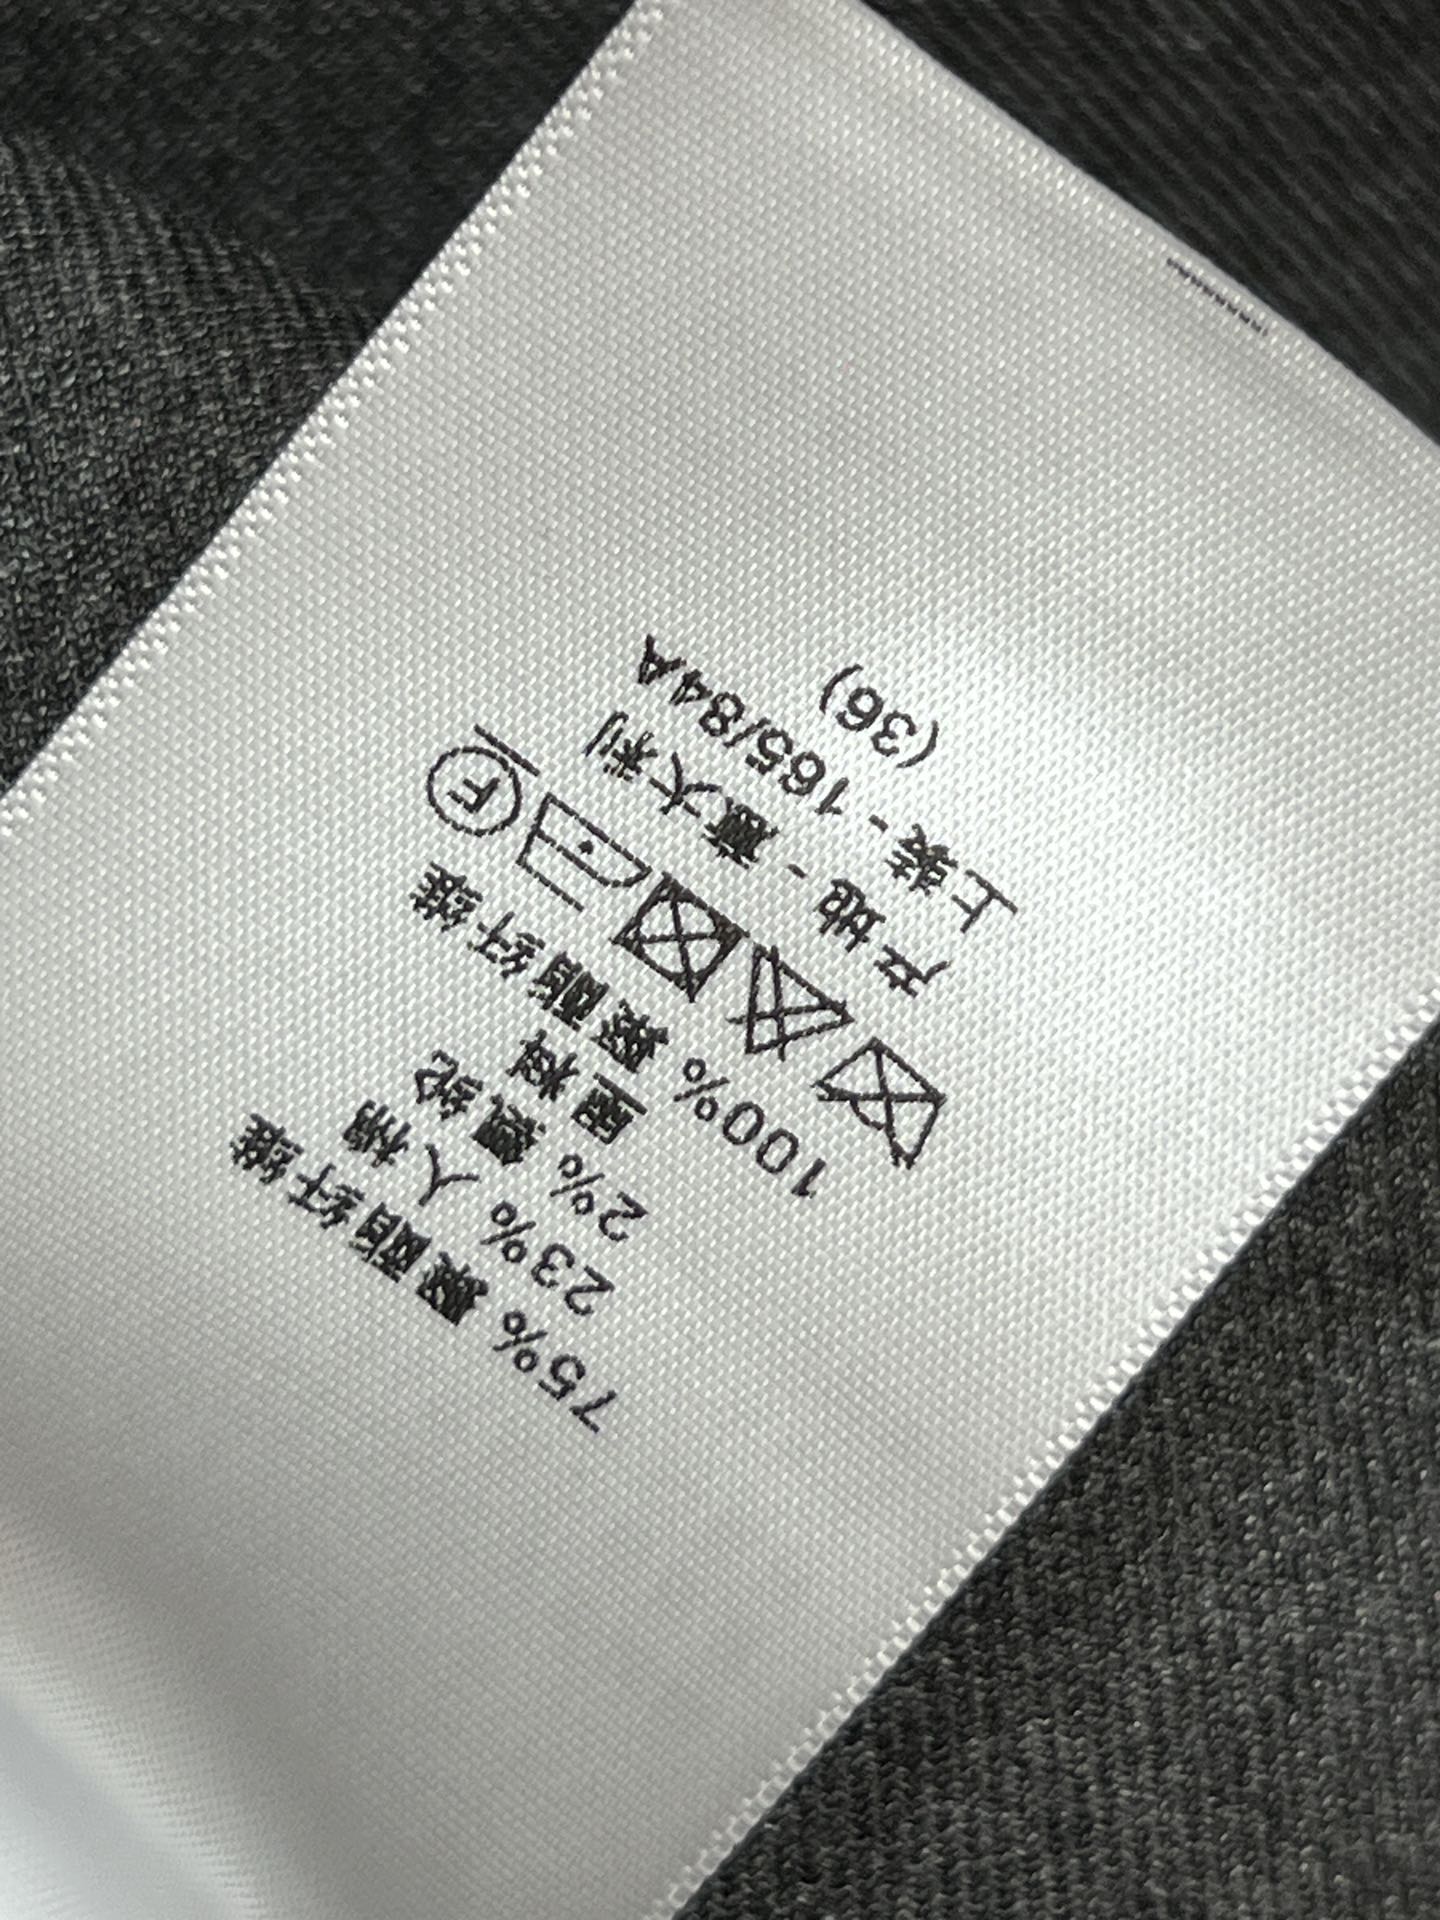 75% 聚酯纤维
23% 人棉
2% 氨纶
里料
100% 聚酯纤维
F
产地 - 意大利
上装 - 165/84A
(36)